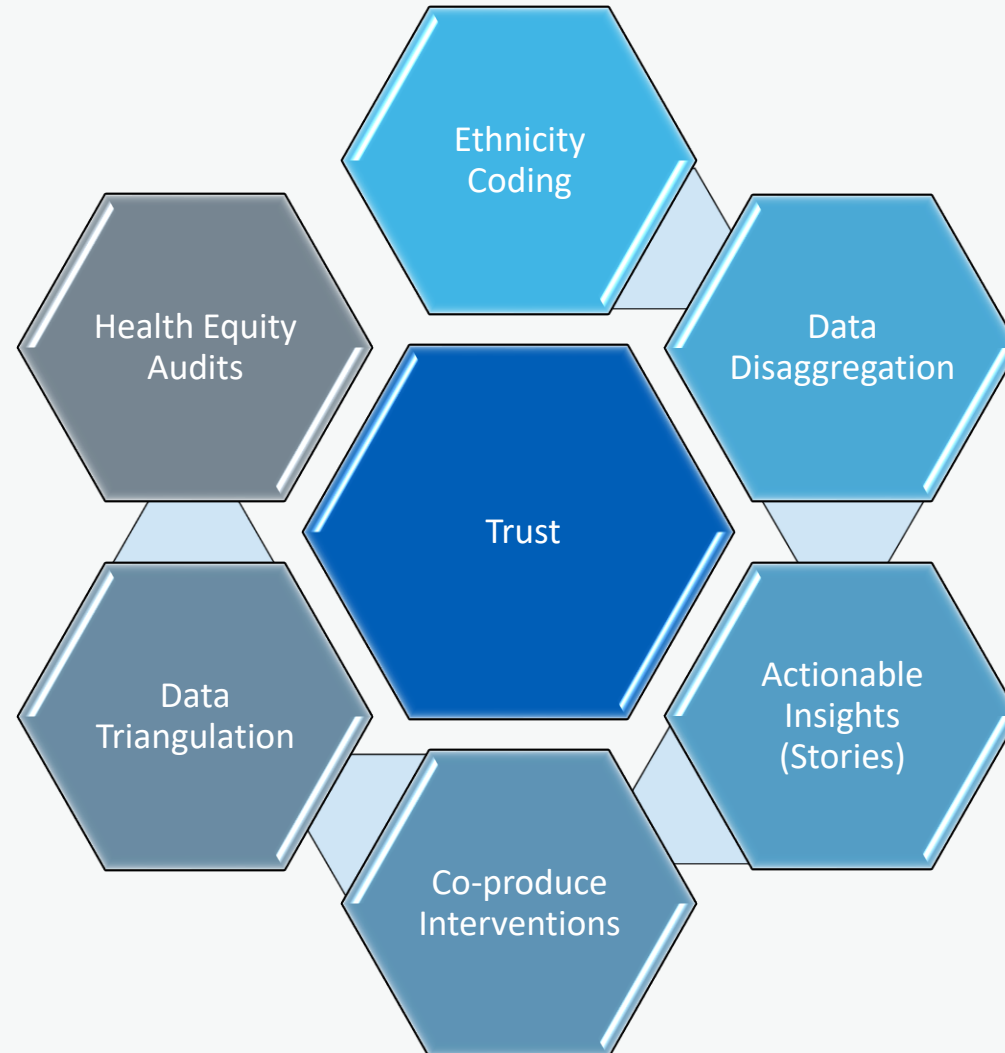 Ethnicity
Coding
Data
Disaggregation
Actionable
Insights
(Stories)
Co-produce
Interventions
Data
Triangulation
Health Equity
Audits
Trust